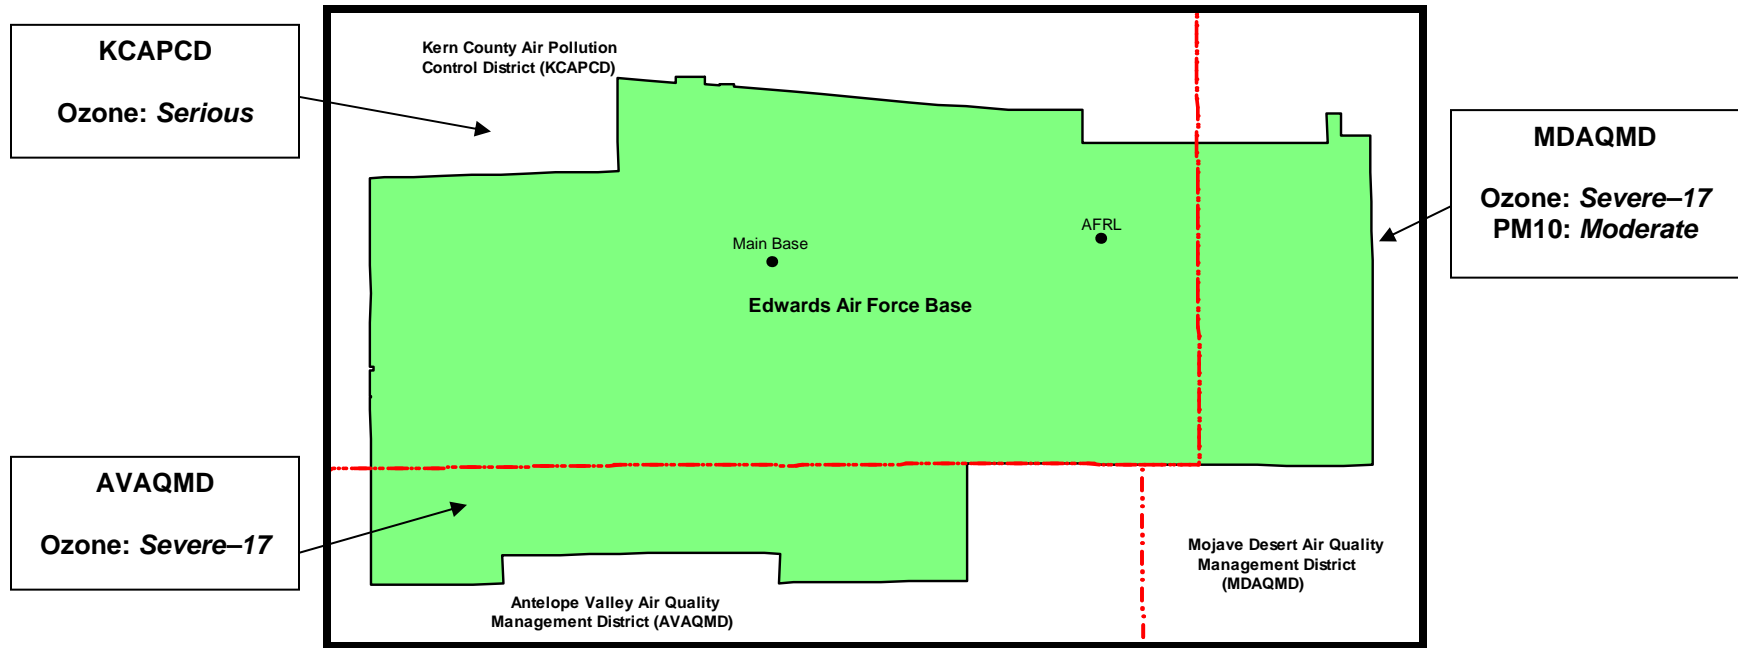 KCAPCD
Ozone: Serious
Kern County Air Pollution
Control District (KCAPCD)
MDAQMD
Ozone: Severe–17
PM10: Moderate
AFRL
Main Base
Edwards Air Force Base
AVAQMD
Ozone: Severe–17
Mojave Desert Air Quality
Management District
(MDAQMD)
Antelope Valley Air Quality
Management District (AVAQMD)